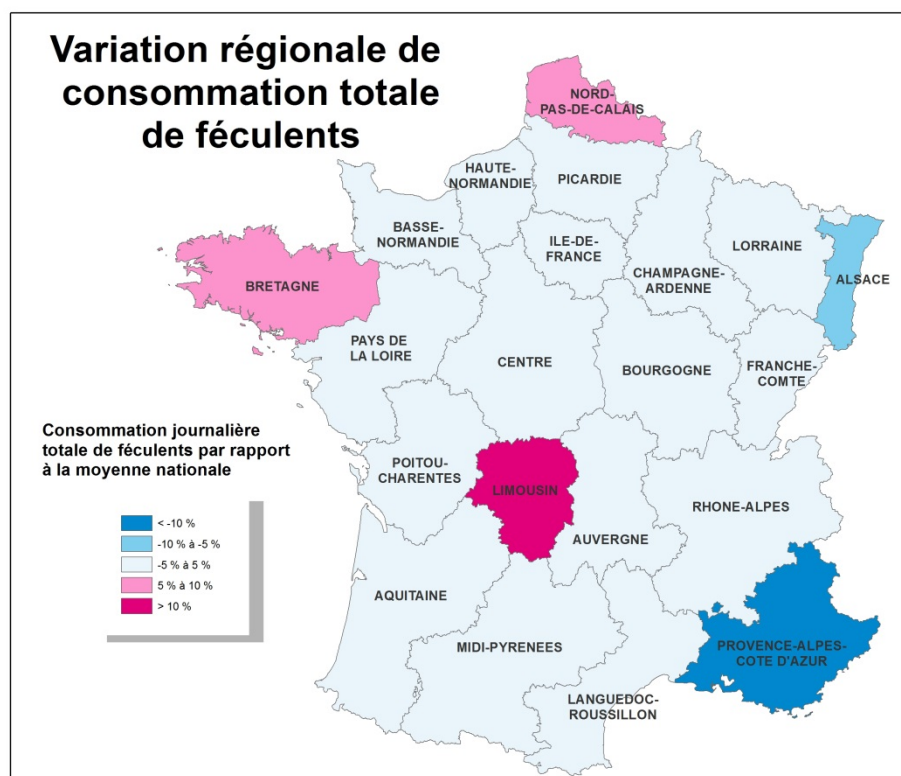 Variation régionale de
consommation totale
de féculents
NORD-
PAS-DE-CALAIS
HAUTE-
NORMANDIE
PICARDIE
BASSE-
NORMANDIE
ILE-DE-
FRANCE
LORRAINE
CHAMPAGNE-
ARDENNE
ALSACE
BRETAGNE
PAYS DE
LA LOIRE
CENTRE
BOURGOGNE
FRANCHE-
COMTE
Consommation journalière
totale de féculents par rapport
à la moyenne nationale
< -10 %
-10 % à -5 %
-5 % à 5 %
5 % à 10 %
> 10 %
POITOU-
CHARENTES
LIMOUSIN
AUVERGNE
RHONE-ALPES
AQUITAINE
MIDI-PYRENEES
LANGUEDOC-
ROUSSILLON
PROVENCE-ALPES-
COTE D'AZUR